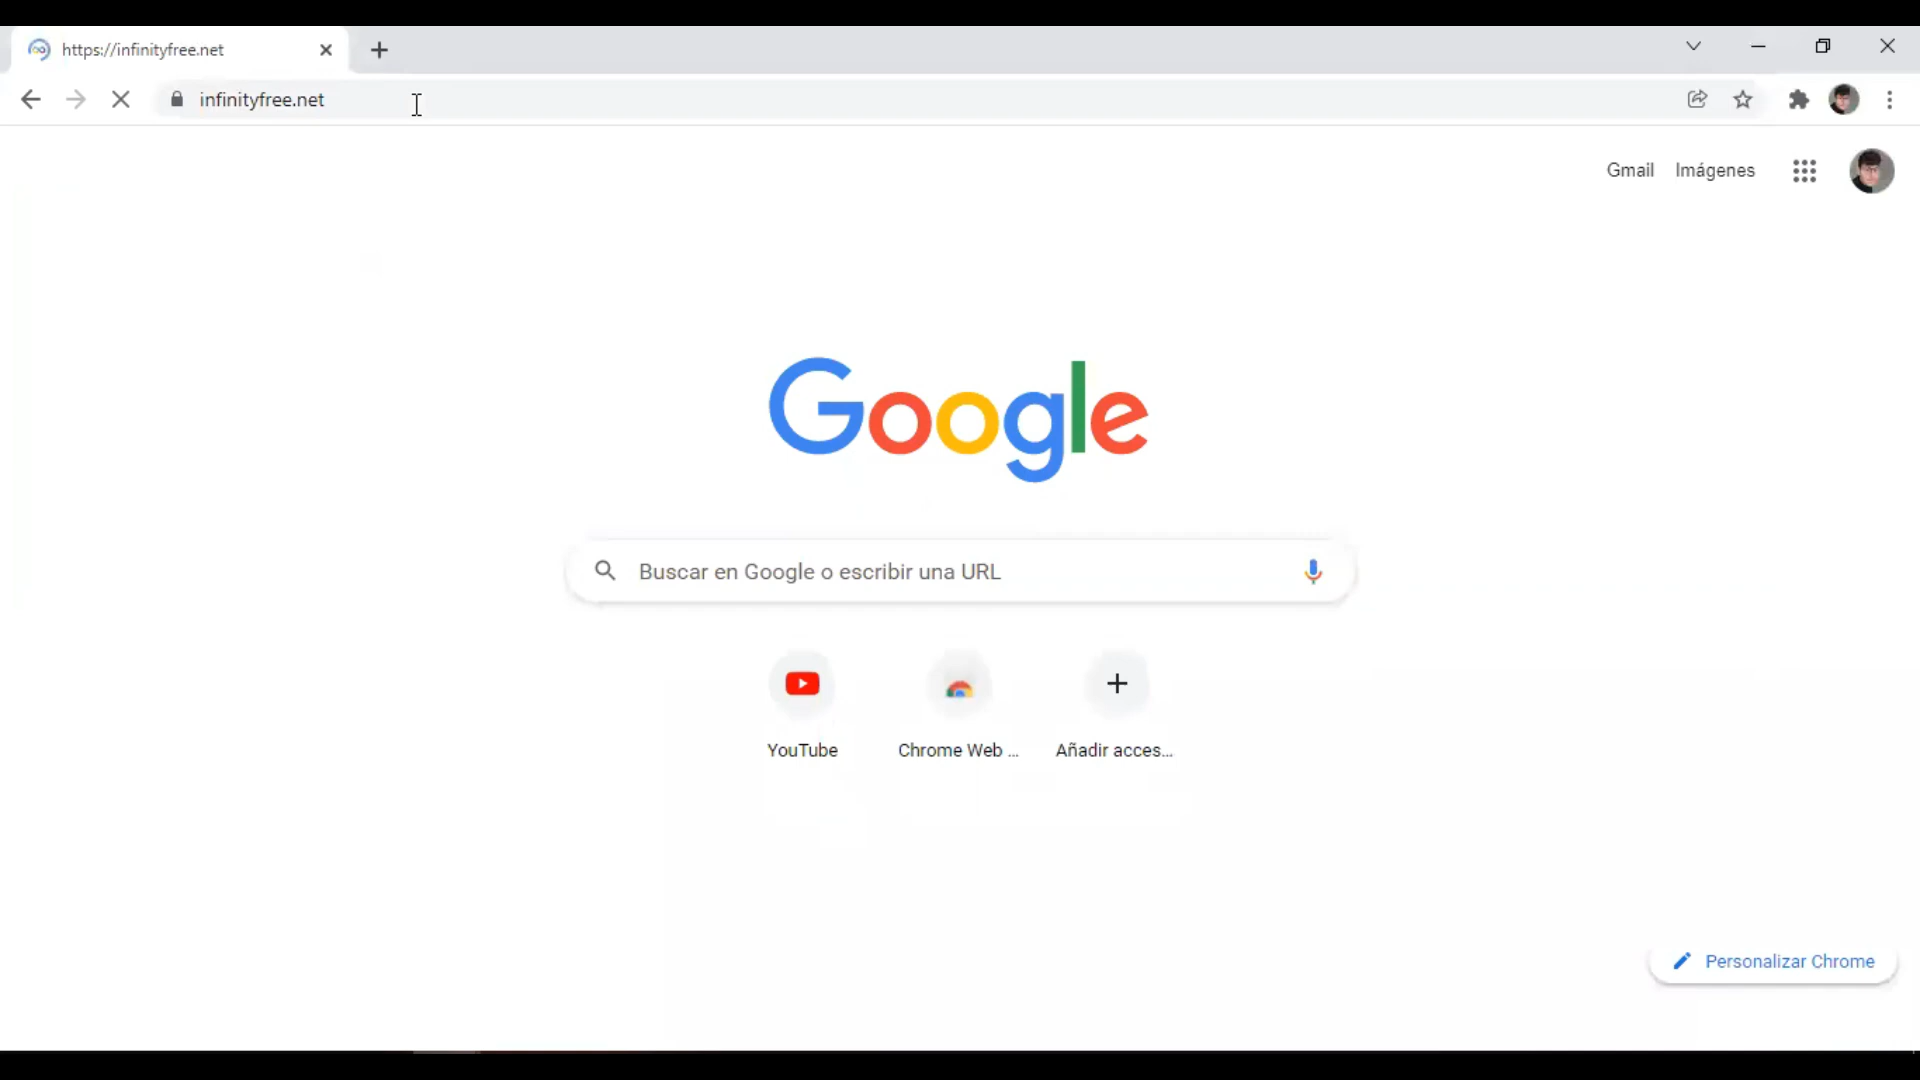 https://infinityfree.net
infinityfree.net
Gmail Imágenes
Google
Buscar en Google o escribir una URL
YouTube Chrome Web ... Añadir acces...
Personalizar Chrome